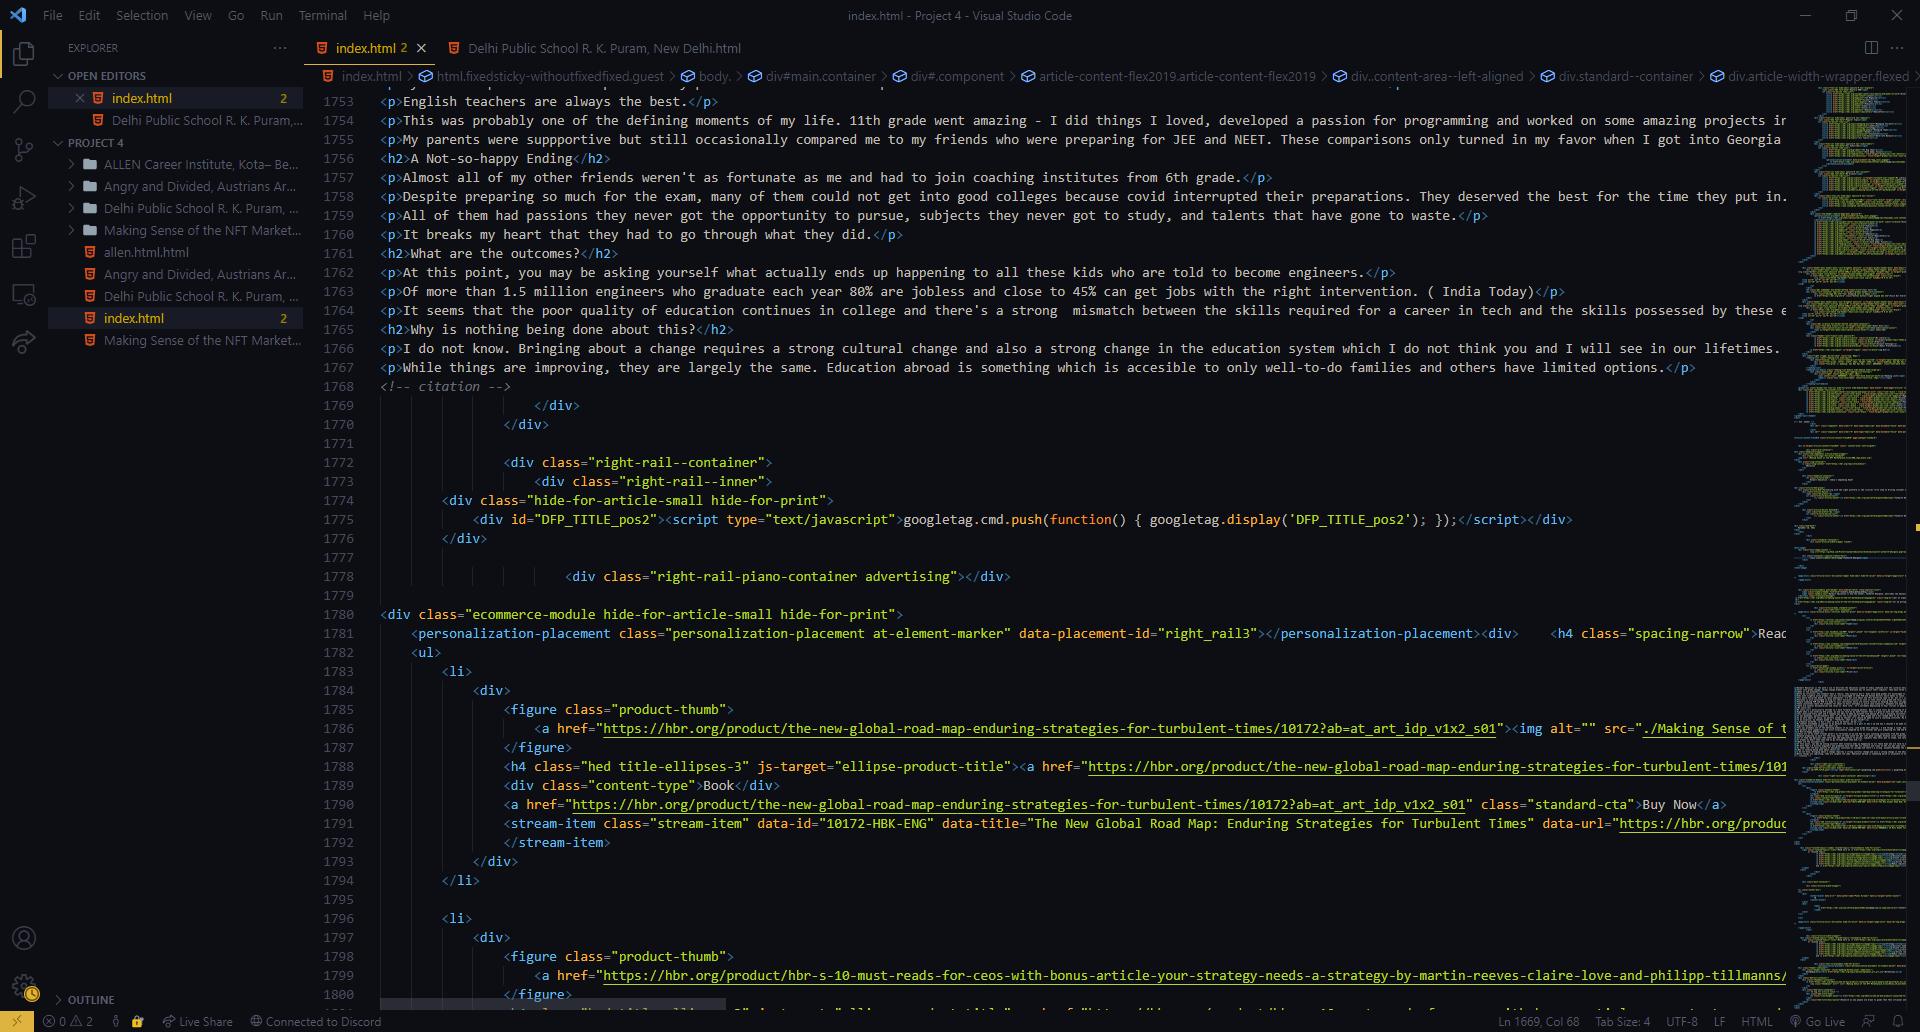 File Edit Selection View Go Run Terminal Help
index.html - Project 4 - Visual Studio Code
EXPLORER
OPEN EDITORS
index.html 2
Delhi Public School R. K. Puram,...
PROJECT 4
ALLEN Career Institute, Kota– Be...
Angry and Divided, Austrians Ar...
Delhi Public School R. K. Puram, ...
Making Sense of the NFT Market...
allen.html.html
Angry and Divided, Austrians Ar...
Delhi Public School R. K. Puram, ...
index.html 2
Making Sense of the NFT Market...
OUTLINE
index.html 2
Delhi Public School R. K. Puram, New Delhi.html
index.html > html.fixedsticky-withoutfixedfixed.guest > body. > div#main.container > div#.component > article-content-flex2019.article-content-flex2019 > div..content-area--left-aligned > div.standard--container > div.article-width-wrapper.flexed >
1753 <p>English teachers are always the best.</p>
1754 <p>This was probably one of the defining moments of my life. 11th grade went amazing - I did things I loved, developed a passion for programming and worked on some amazing projects in
1755 <p>My parents were suppportive but still occasionally compared me to my friends who were preparing for JEE and NEET. These comparisons only turned in my favor when I got into Georgia
1756 <h2>A Not-so-happy Ending</h2>
1757 <p>Almost all of my other friends weren't as fortunate as me and had to join coaching institutes from 6th grade.</p>
1758 <p>Despite preparing so much for the exam, many of them could not get into good colleges because covid interrupted their preparations. They deserved the best for the time they put in.
1759 <p>All of them had passions they never got the opportunity to pursue, subjects they never got to study, and talents that have gone to waste.</p>
1760 <p>It breaks my heart that they had to go through what they did.</p>
1761 <h2>What are the outcomes?</h2>
1762 <p>At this point, you may be asking yourself what actually ends up happening to all these kids who are told to become engineers.</p>
1763 <p>Of more than 1.5 million engineers who graduate each year 80% are jobless and close to 45% can get jobs with the right intervention. ( India Today)</p>
1764 <p>It seems that the poor quality of education continues in college and there's a strong  mismatch between the skills required for a career in tech and the skills possessed by these e
1765 <h2>Why is nothing being done about this?</h2>
1766 <p>I do not know. Bringing about a change requires a strong cultural change and also a strong change in the education system which I do not think you and I will see in our lifetimes.
1767 <p>While things are improving, they are largely the same. Education abroad is something which is accesible to only well-to-do families and others have limited options.</p>
1768 <!-- citation -->
1769 </div>
1770 </div>
1771
1772 <div class="right-rail--container">
1773 <div class="right-rail--inner">
1774 <div class="hide-for-article-small hide-for-print">
1775 <div id="DFP_TITLE_pos2"><script type="text/javascript">googletag.cmd.push(function() { googletag.display('DFP_TITLE_pos2'); });</script></div>
1776 </div>
1777
1778 <div class="right-rail-piano-container advertising"></div>
1779
1780 <div class="ecommerce-module hide-for-article-small hide-for-print">
1781 <personalization-placement class="personalization-placement at-element-marker" data-placement-id="right_rail3"></personalization-placement><div>    <h4 class="spacing-narrow">Read
1782 <ul>
1783 <li>
1784 <div>
1785 <figure class="product-thumb">
1786 <a href="https://hbr.org/product/the-new-global-road-map-enduring-strategies-for-turbulent-times/10172?ab=at_art_idp_v1x2_s01"><img alt="" src="./Making Sense of t
1787 </figure>
1788 <h4 class="hed title-ellipses-3" js-target="ellipse-product-title"><a href="https://hbr.org/product/the-new-global-road-map-enduring-strategies-for-turbulent-times/101
1789 <div class="content-type">Book</div>
1790 <a href="https://hbr.org/product/the-new-global-road-map-enduring-strategies-for-turbulent-times/10172?ab=at_art_idp_v1x2_s01" class="standard-cta">Buy Now</a>
1791 <stream-item class="stream-item" data-id="10172-HBK-ENG" data-title="The New Global Road Map: Enduring Strategies for Turbulent Times" data-url="https://hbr.org/produc
1792 </stream-item>
1793 </div>
1794 </li>
1795
1796 <li>
1797 <div>
1798 <figure class="product-thumb">
1799 <a href="https://hbr.org/product/hbr-s-10-must-reads-for-ceos-with-bonus-article-your-strategy-needs-a-strategy-by-martin-reeves-claire-love-and-philipp-tillmanns/
1800 </figure>
0 2 Live Share Connected to Discord
Ln 1669, Col 68 Tab Size: 4 UTF-8 LF HTML Go Live